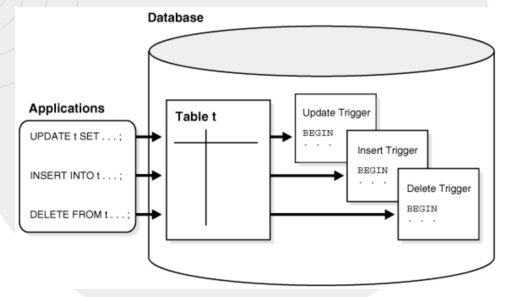 Database
Applications
UPDATE t SET . . . ;
INSERT INTO t . . . ;
DELETE FROM t . . . ;
Table t
Update Trigger
BEGIN
. . .
Insert Trigger
BEGIN
. . .
Delete Trigger
BEGIN
. . .